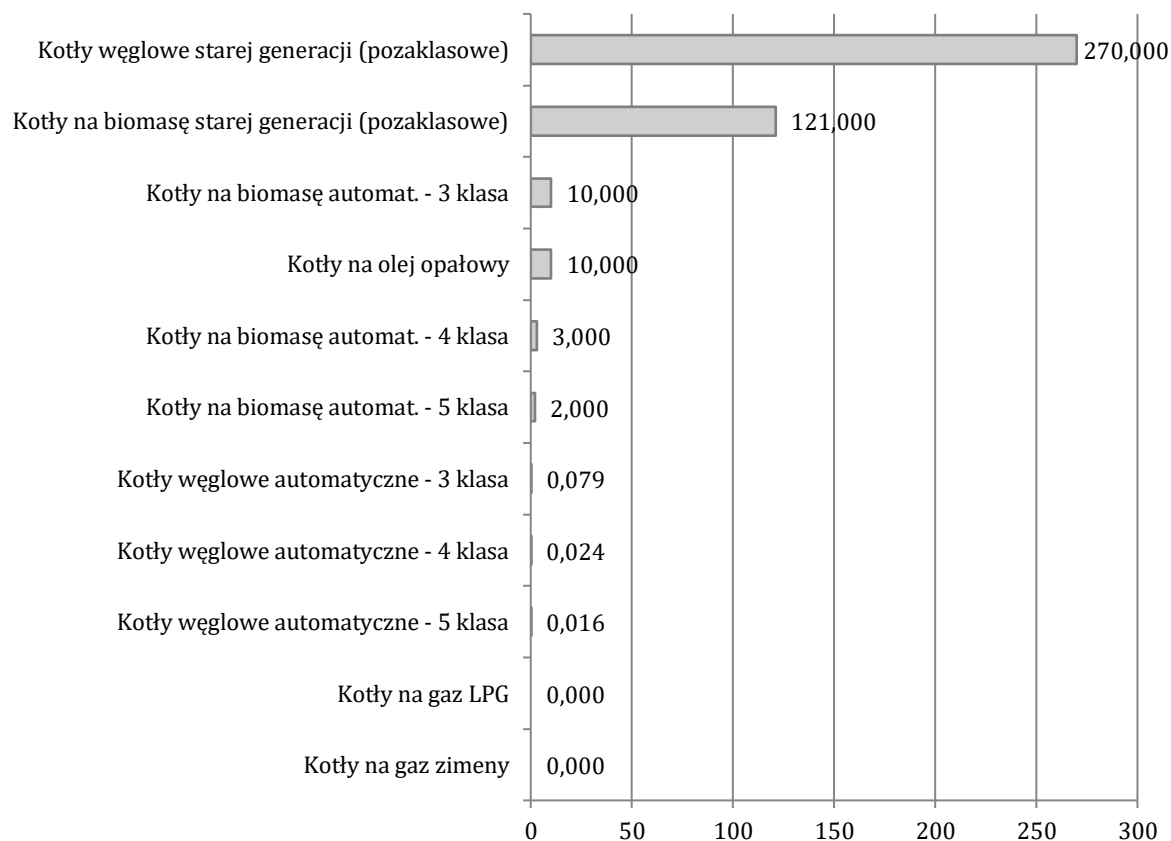 Kotły węglowe starej generacji (pozaklasowe) 270,000
Kotły na biomasę starej generacji (pozaklasowe) 121,000
Kotły na biomasę automat. - 3 klasa 10,000
Kotły na olej opałowy 10,000
Kotły na biomasę automat. - 4 klasa 3,000
Kotły na biomasę automat. - 5 klasa 2,000
Kotły węglowe automatyczne - 3 klasa 0,079
Kotły węglowe automatyczne - 4 klasa 0,024
Kotły węglowe automatyczne - 5 klasa 0,016
Kotły na gaz LPG 0,000
Kotły na gaz zimeny 0,000
0 50 100 150 200 250 300